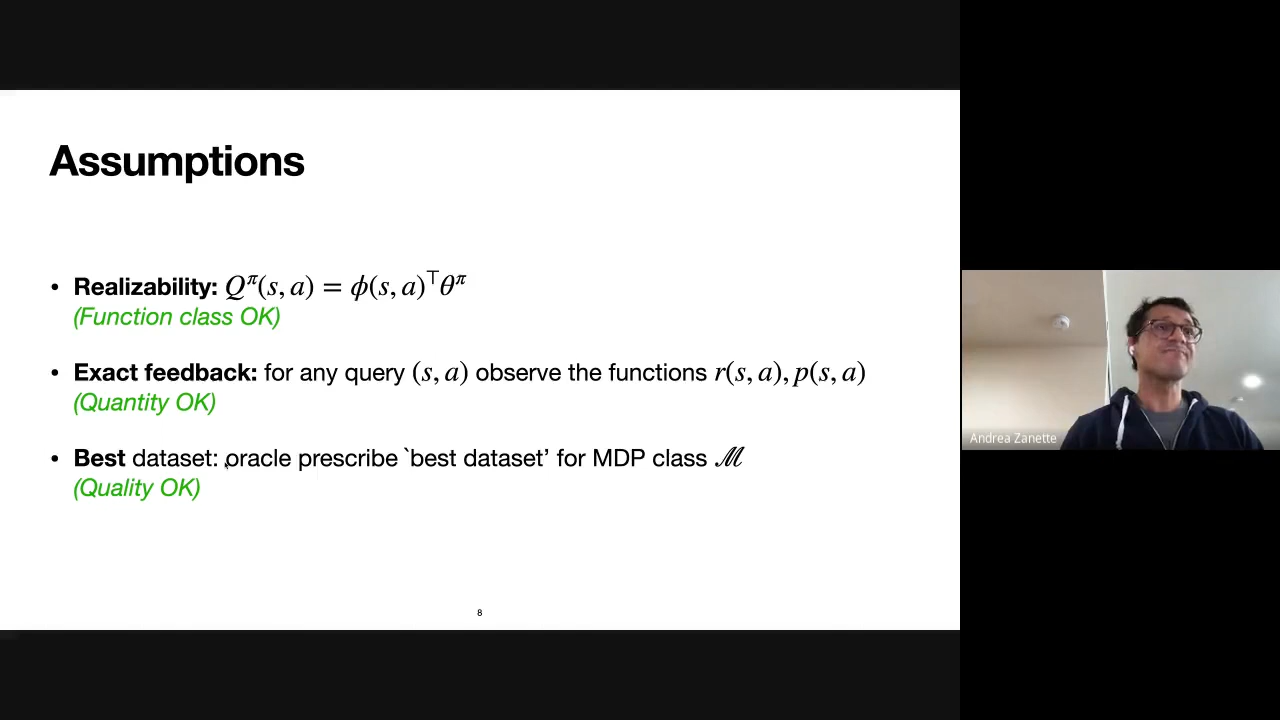 Assumptions
• Realizability: Q^π(s, a) = ϕ(s, a)^⊤θ^π
(Function class OK)
• Exact feedback: for any query (s, a) observe the functions r(s, a), p(s, a)
(Quantity OK)
• Best dataset: oracle prescribe `best dataset’ for MDP class ℳ
(Quality OK)
8
Andrea Zanette